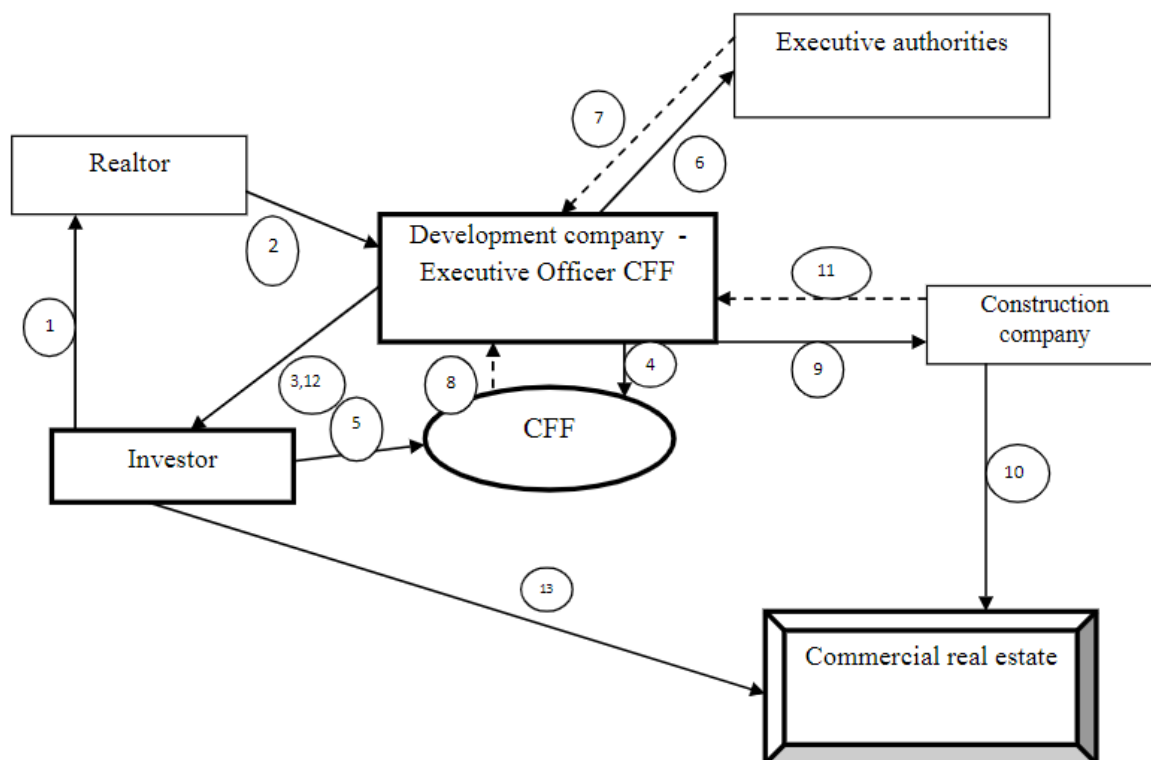 Executive authorities
7
6
Realtor
2
Development company -
Executive Officer CFF
11
Construction
company
1
3,12
5
8
4
9
CFF
Investor
10
13
Commercial real estate